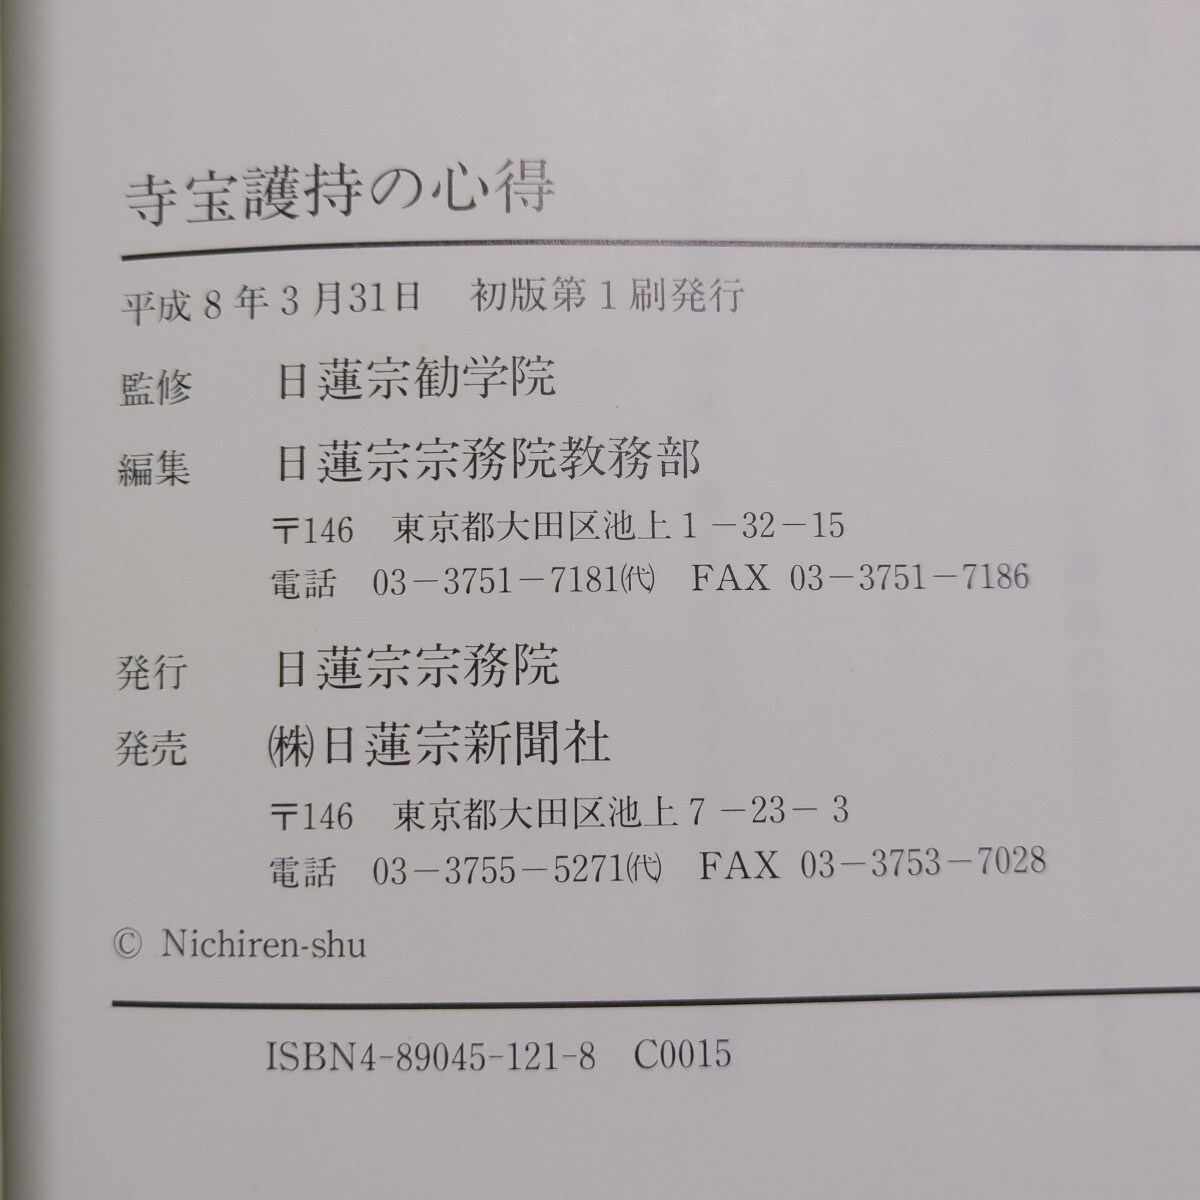 寺宝護持の心得
平成8年3月31日　初版第1刷発行
監修　日蓮宗勧学院
編集　日蓮宗宗務院教務部
〒146　東京都大田区池上1－32－15
電話　03－3751－7181㈹　FAX 03－3751－7186
発行　日蓮宗宗務院
発売　㈱日蓮宗新聞社
〒146　東京都大田区池上7－23－3
電話　03－3755－5271㈹　FAX 03－3753－7028
© Nichiren-shu
ISBN4-89045-121-8　C0015